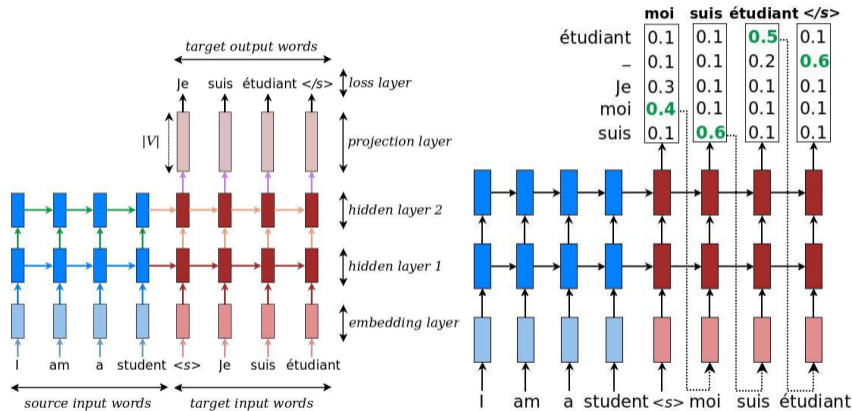 target output words
Je suis étudiant </s>
loss layer
|V|
projection layer
hidden layer 2
hidden layer 1
embedding layer
I am a student <s> Je suis étudiant
source input words target input words
moi suis étudiant </s>
étudiant 0.1 0.1 0.5 0.1
– 0.1 0.1 0.2 0.6
Je 0.3 0.1 0.1 0.1
moi 0.4 0.1 0.1 0.1
suis 0.1 0.6 0.1 0.1
I am a student <s> moi suis étudiant